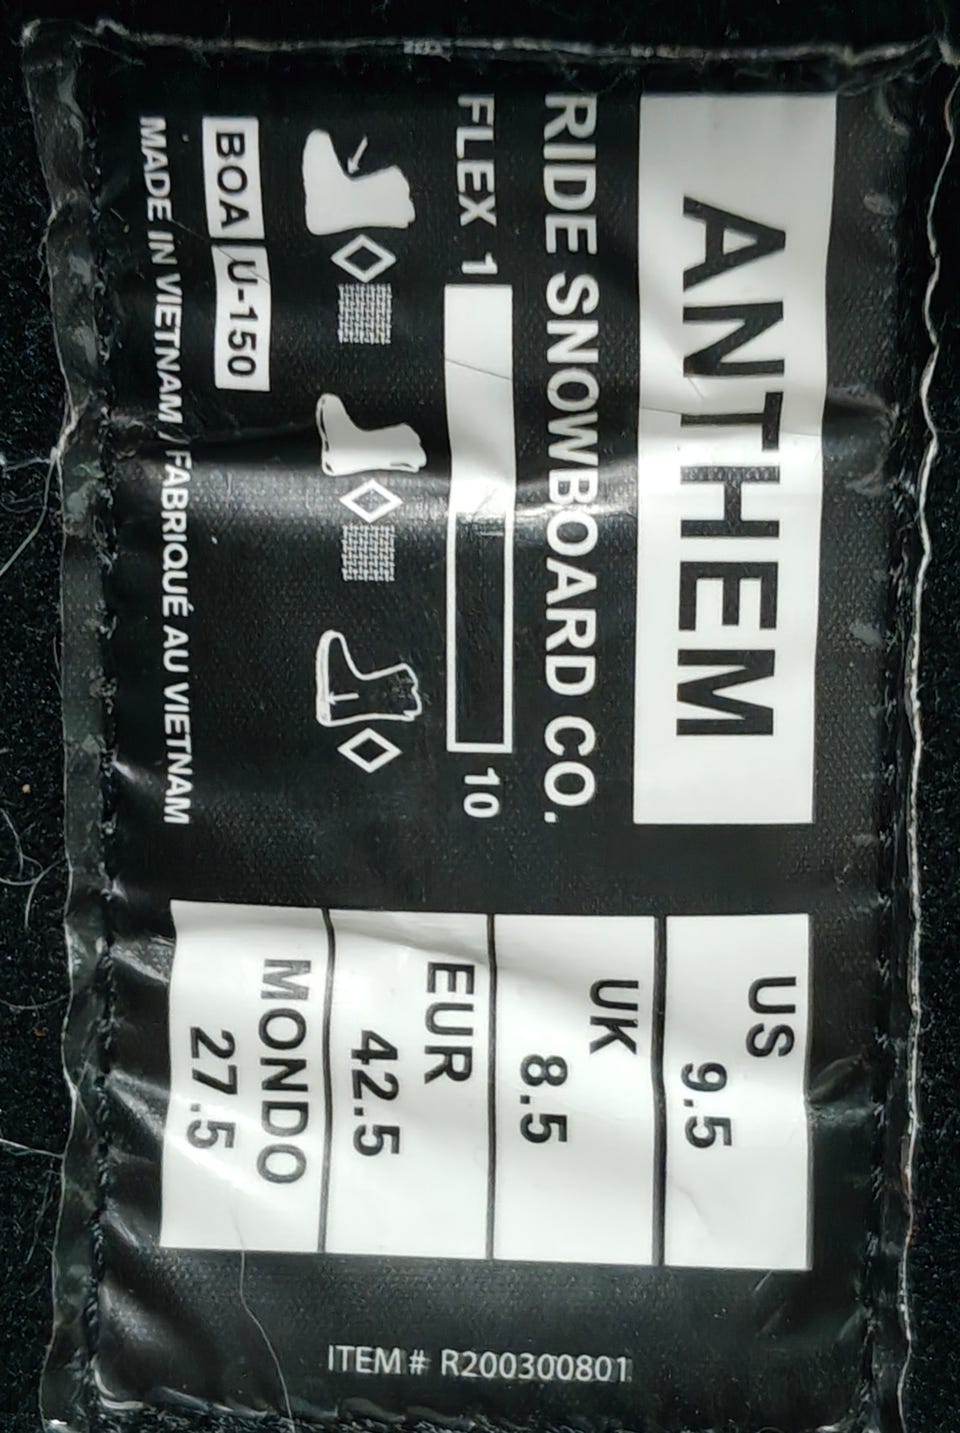 ANTHEM
RIDE SNOWBOARD CO.
FLEX 1 10
BOA U-150
MADE IN VIETNAM / FABRIQUÉ AU VIETNAM
US
9.5
UK
8.5
EUR
42.5
MONDO
27.5
ITEM# R200300801